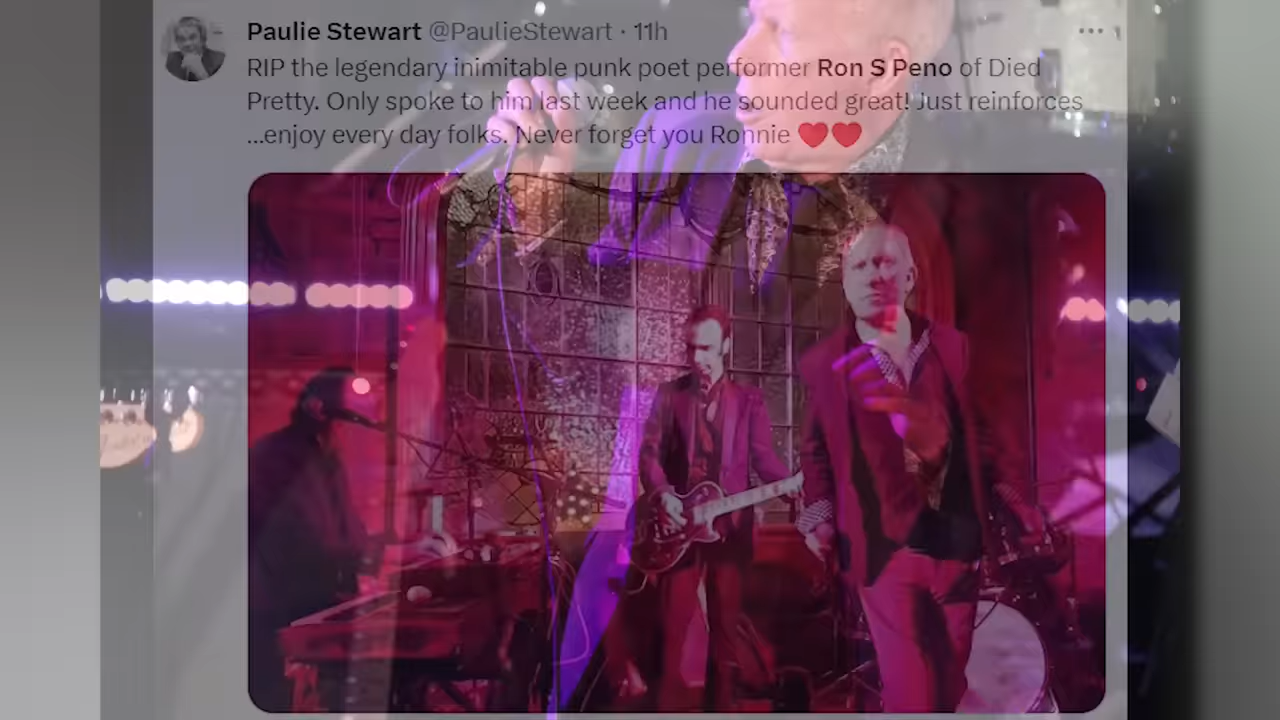 Paulie Stewart @PaulieStewart · 11h
RIP the legendary inimitable punk poet performer Ron S Peno of Died
Pretty. Only spoke to him last week and he sounded great! Just reinforces
...enjoy every day folks. Never forget you Ronnie ❤️❤️